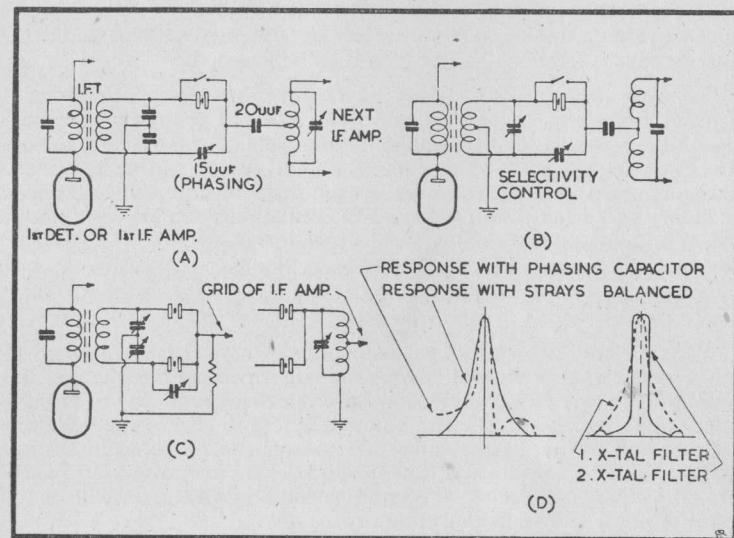 I.F.T
20uuF
NEXT
I.F. AMP.
15uuF
(PHASING)
1ST DET. OR 1ST I.F. AMP.
(A)
SELECTIVITY
CONTROL
(B)
GRID OF I.F. AMP.
(C)
RESPONSE WITH PHASING CAPACITOR
RESPONSE WITH STRAYS BALANCED
1. X-TAL FILTER
2. X-TAL FILTER
(D)